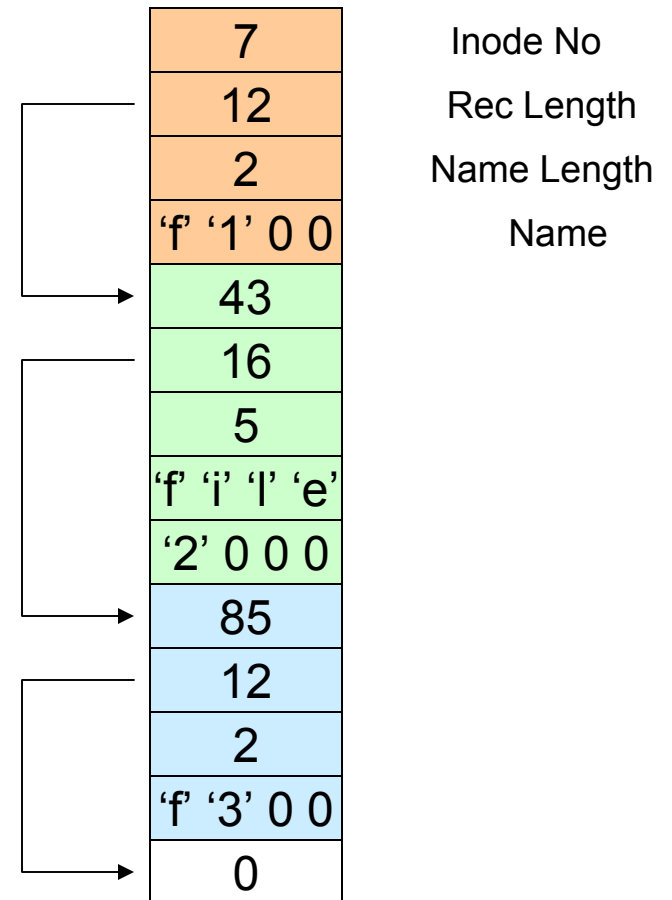 7 Inode No
12 Rec Length
2 Name Length
‘f’ ‘1’ 0 0 Name
43
16
5
‘f’ ‘i’ ‘l’ ‘e’
‘2’ 0 0 0
85
12
2
‘f’ ‘3’ 0 0
0